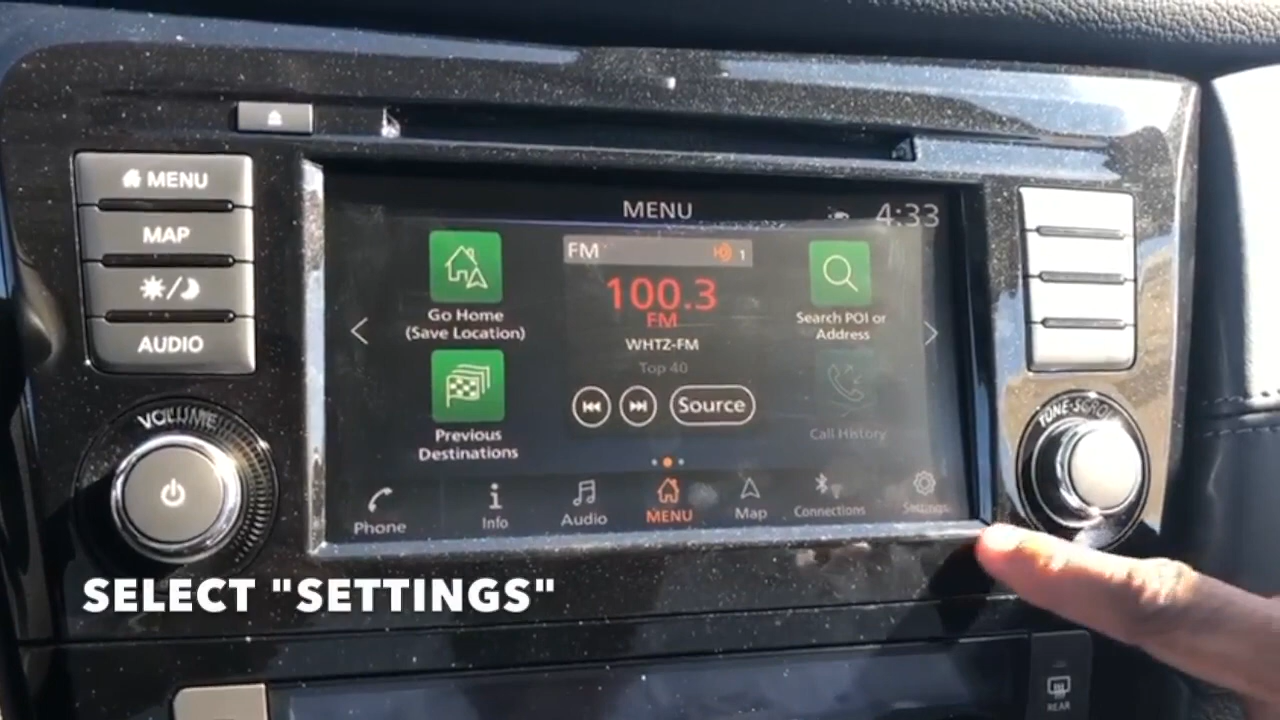 MENU
MAP
AUDIO
VOLUME
MENU
4:33
Go Home
(Save Location)
Previous
Destinations
FM
1
100.3
FM
WHTZ-FM
Top 40
Source
Search POI or
Address
Call History
Phone
Info
Audio
MENU
Map
Connections
Settings
TUNE·SCROLL
SELECT "SETTINGS"
REAR